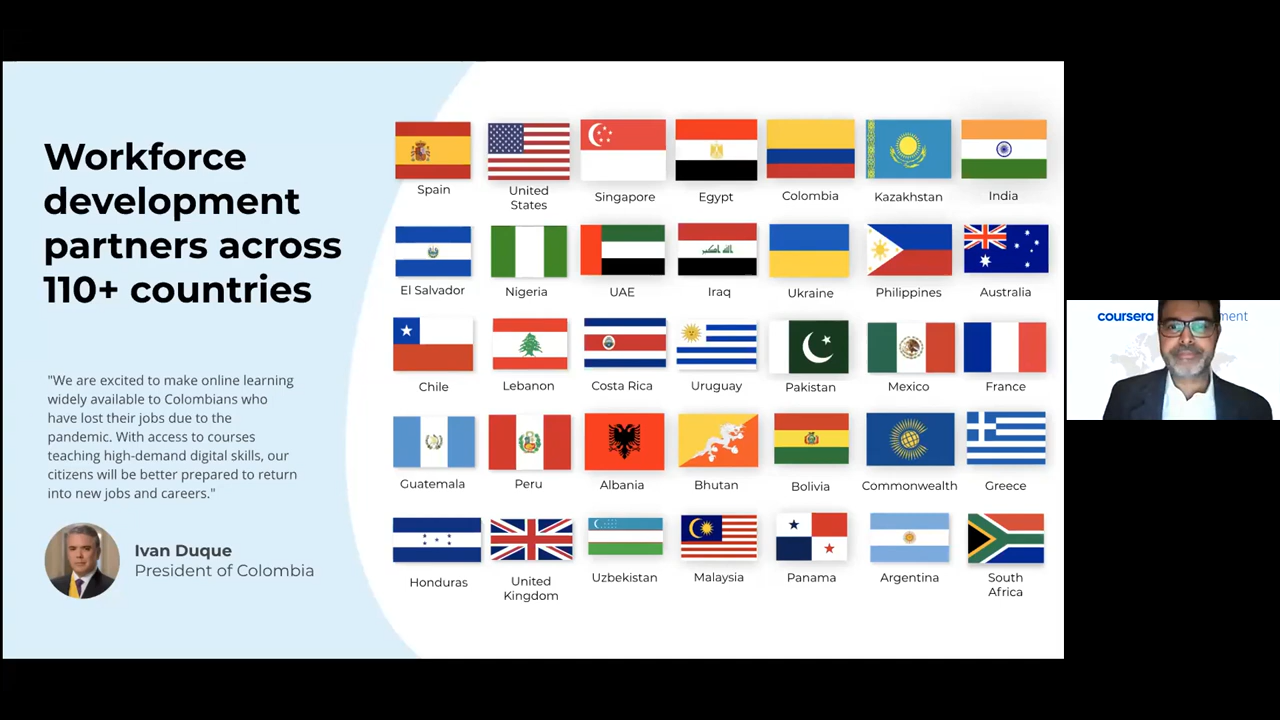 Workforce
development
partners across
110+ countries
"We are excited to make online learning
widely available to Colombians who
have lost their jobs due to the
pandemic. With access to courses
teaching high-demand digital skills, our
citizens will be better prepared to return
into new jobs and careers."
Ivan Duque
President of Colombia
Spain
United
States
Singapore
Egypt
Colombia
Kazakhstan
India
El Salvador
Nigeria
UAE
Iraq
Ukraine
Philippines
Australia
Chile
Lebanon
Costa Rica
Uruguay
Pakistan
Mexico
France
Guatemala
Peru
Albania
Bhutan
Bolivia
Commonwealth
Greece
Honduras
United
Kingdom
Uzbekistan
Malaysia
Panama
Argentina
South
Africa
coursera